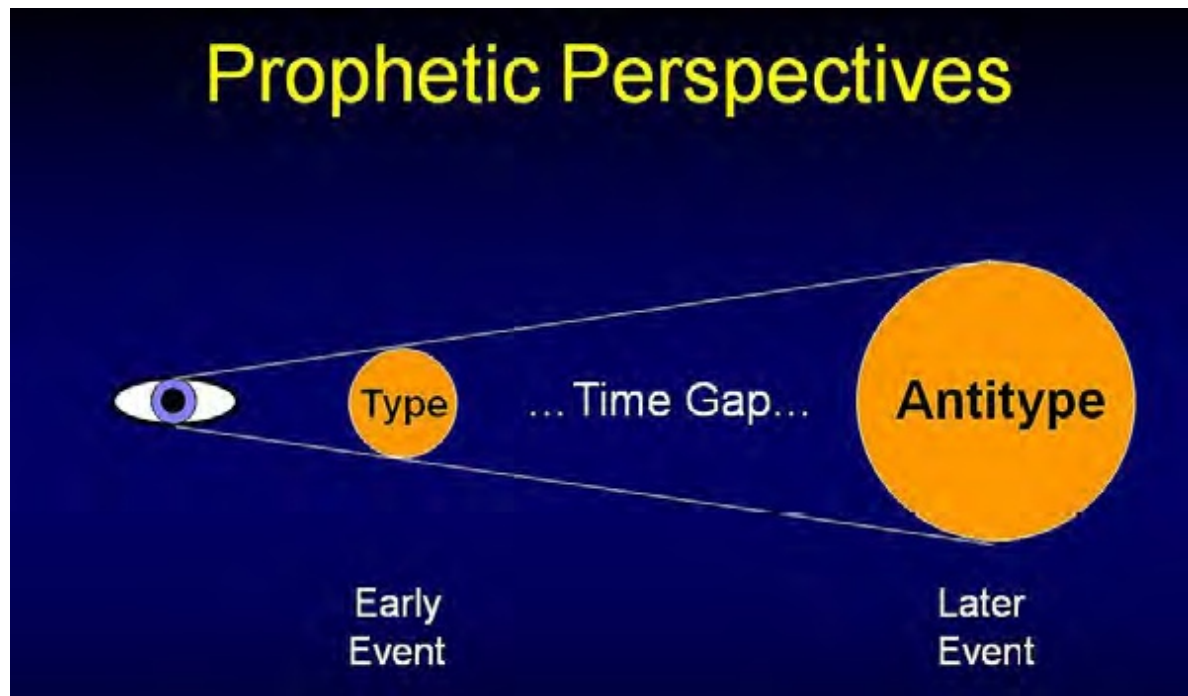 Prophetic Perspectives
Type
...Time Gap...
Antitype
Early
Event
Later
Event